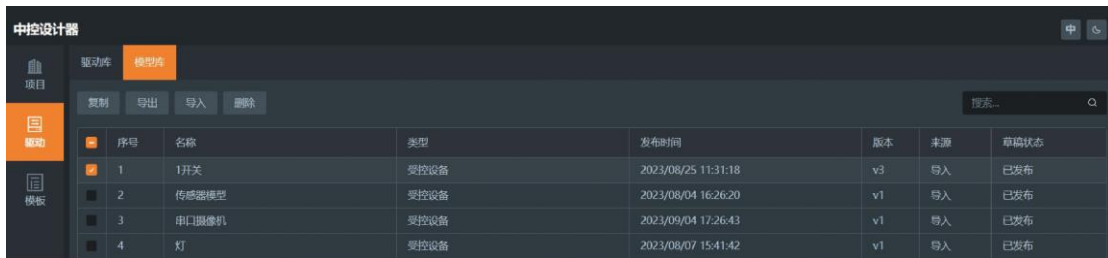 中控设计器 中
驱动库 模型库
项目
复制 导出 导入 删除 搜索...
驱动
序号 名称 类型 发布时间 版本 来源 草稿状态
1 1开关 受控设备 2023/08/25 11:31:18 v3 导入 已发布
模板
2 传感器模型 受控设备 2023/08/04 16:26:20 v1 导入 已发布
3 串口摄像机 受控设备 2023/09/04 17:26:43 v1 导入 已发布
4 灯 受控设备 2023/08/07 15:41:42 v1 导入 已发布